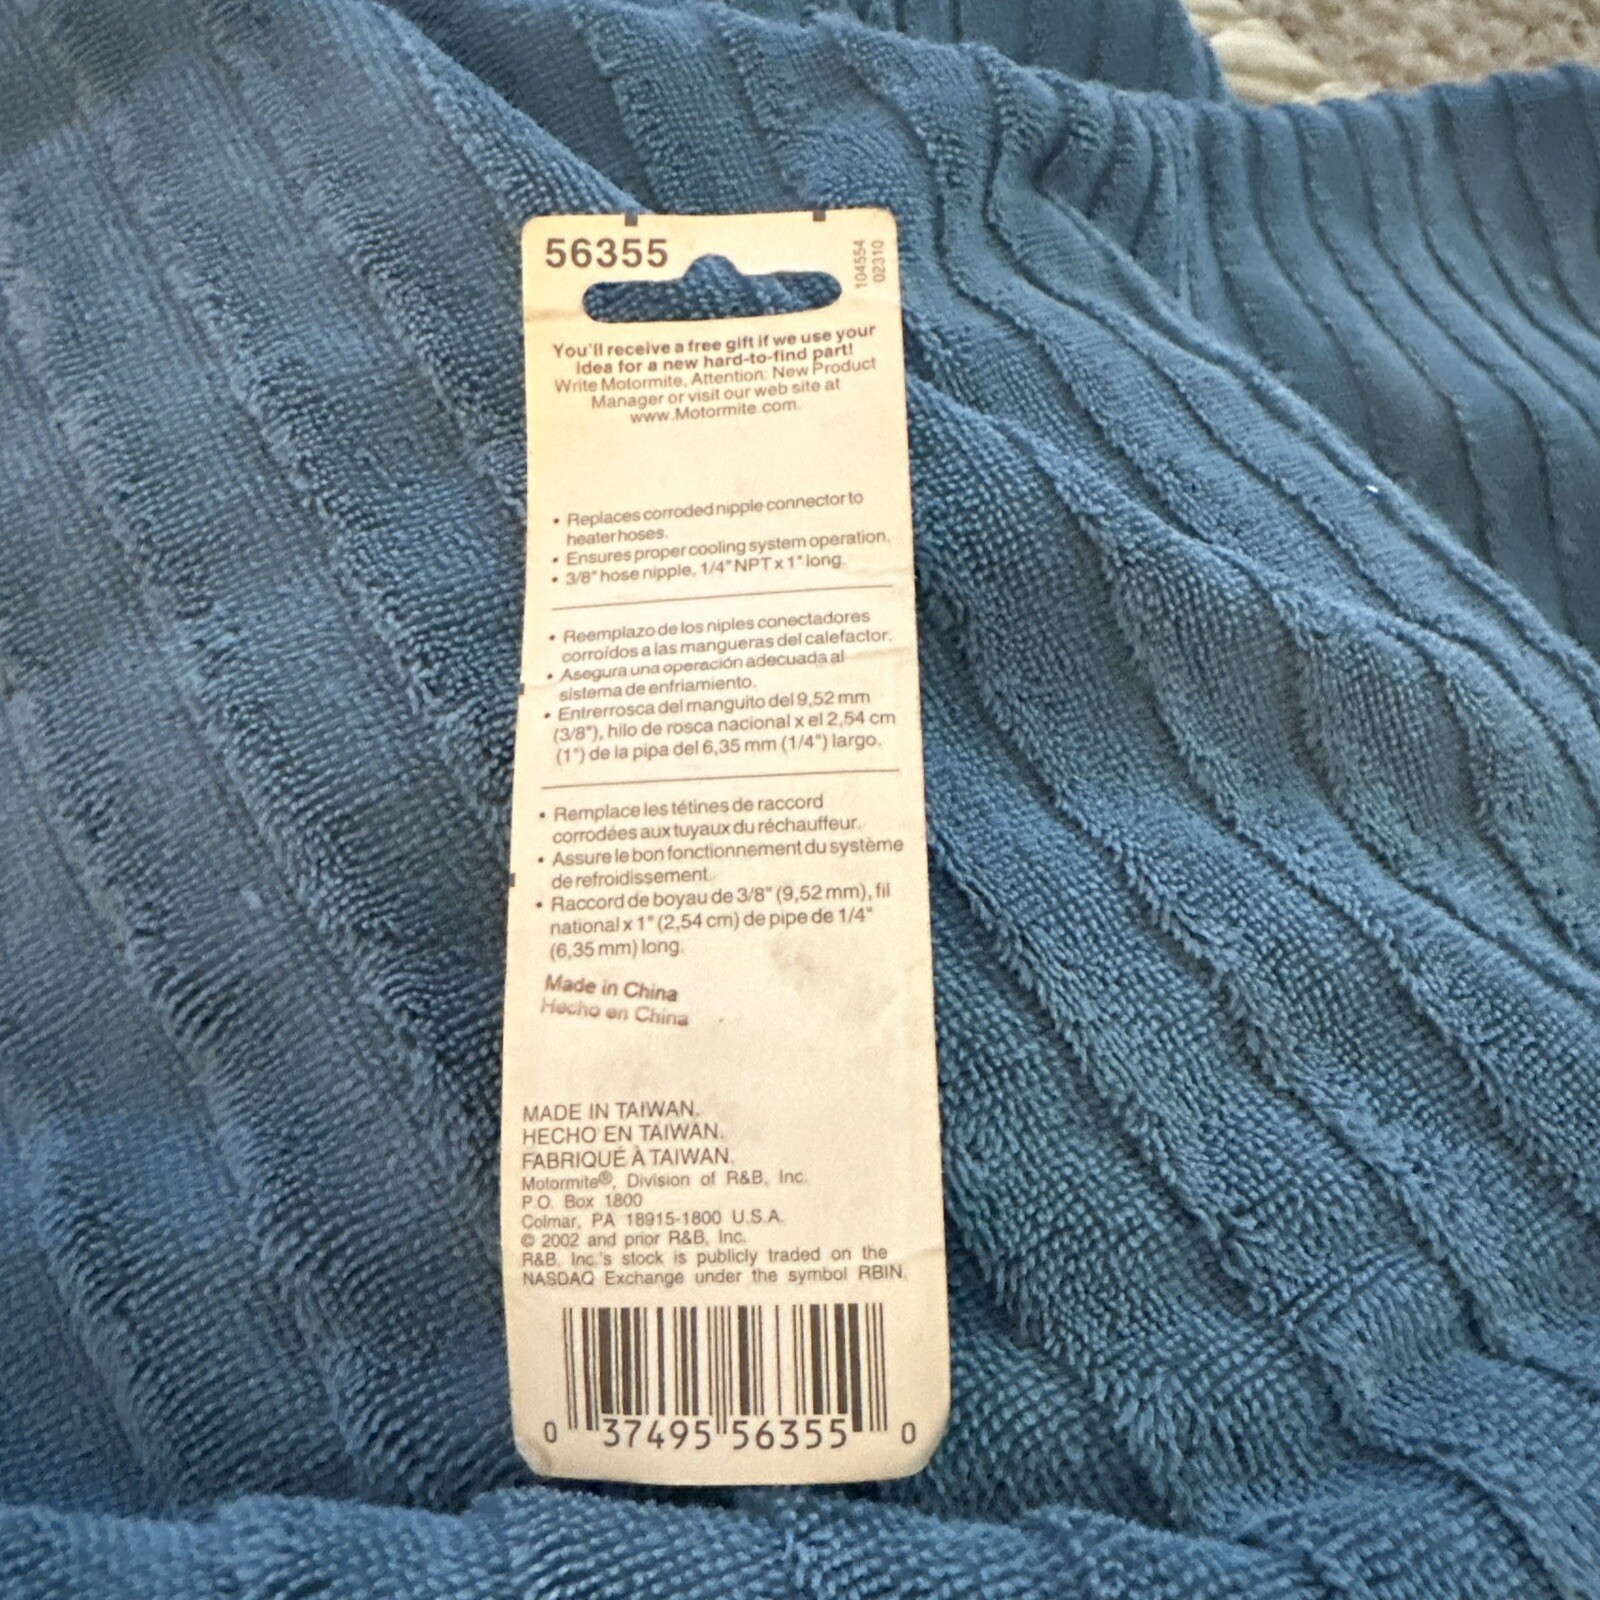 56355
104554
02310
You'll receive a free gift if we use your
idea for a new hard-to-find part!
Write Motormite, Attention: New Product
Manager or visit our web site at
www.Motormite.com.
• Replaces corroded nipple connector to
heater hoses.
• Ensures proper cooling system operation.
• 3/8" hose nipple, 1/4" NPT x 1" long.
• Reemplazo de los niples conectadores
corroídos a las mangueras del calefactor.
• Asegura una operación adecuada al
sistema de enfriamiento.
• Entrerrosca del manguito del 9,52 mm
(3/8"), hilo de rosca nacional x el 2,54 cm
(1") de la pipa del 6,35 mm (1/4") largo.
• Remplace les tétines de raccord
corrodées aux tuyaux du réchauffeur.
• Assure le bon fonctionnement du système
de refroidissement.
• Raccord de boyau de 3/8" (9,52 mm), fil
national x 1" (2,54 cm) de pipe de 1/4"
(6,35 mm) long.
Made in China
Hecho en China
MADE IN TAIWAN.
HECHO EN TAIWAN.
FABRIQUÉ À TAIWAN.
Motormite®, Division of R&B, Inc.
P.O. Box 1800
Colmar, PA 18915-1800 U.S.A.
© 2002 and prior R&B, Inc.
R&B, Inc.'s stock is publicly traded on the
NASDAQ Exchange under the symbol RBIN.
0 37495 56355 0